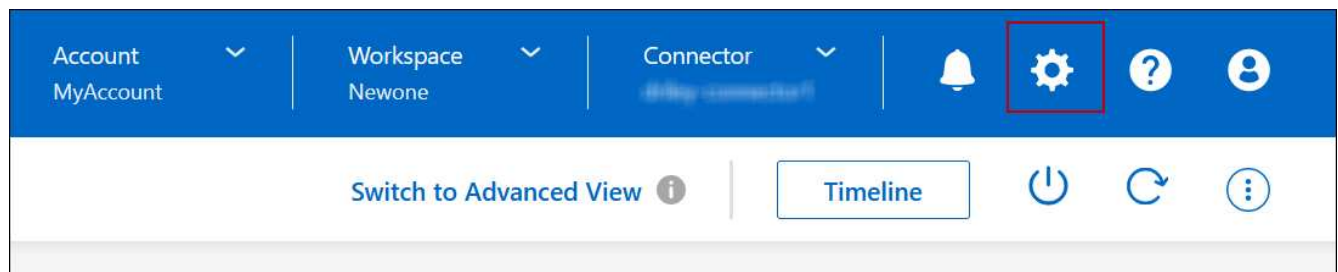 Account
MyAccount
Workspace
Newone
Connector
Switch to Advanced View
Timeline